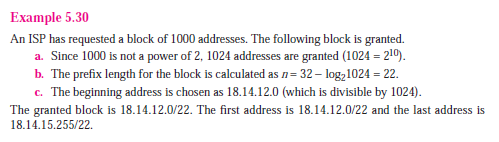 Example 5.30
An ISP has requested a block of 1000 addresses. The following block is granted.
a. Since 1000 is not a power of 2, 1024 addresses are granted (1024 = 2¹⁰).
b. The prefix length for the block is calculated as n = 32 – log₂1024 = 22.
c. The beginning address is chosen as 18.14.12.0 (which is divisible by 1024).
The granted block is 18.14.12.0/22. The first address is 18.14.12.0/22 and the last address is
18.14.15.255/22.